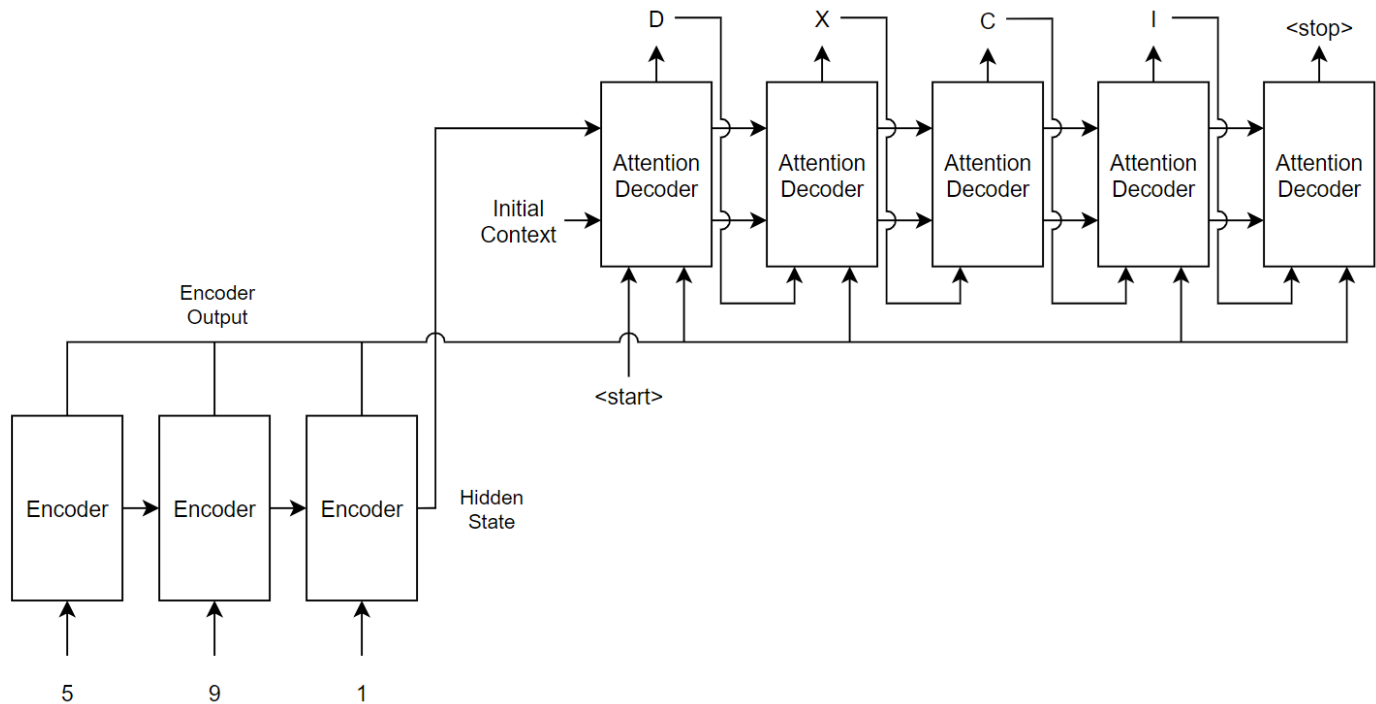 D
X
C
I
<stop>
Attention
Decoder
Attention
Decoder
Attention
Decoder
Attention
Decoder
Attention
Decoder
Initial
Context
Encoder
Output
<start>
Encoder
Encoder
Encoder
Hidden
State
5
9
1